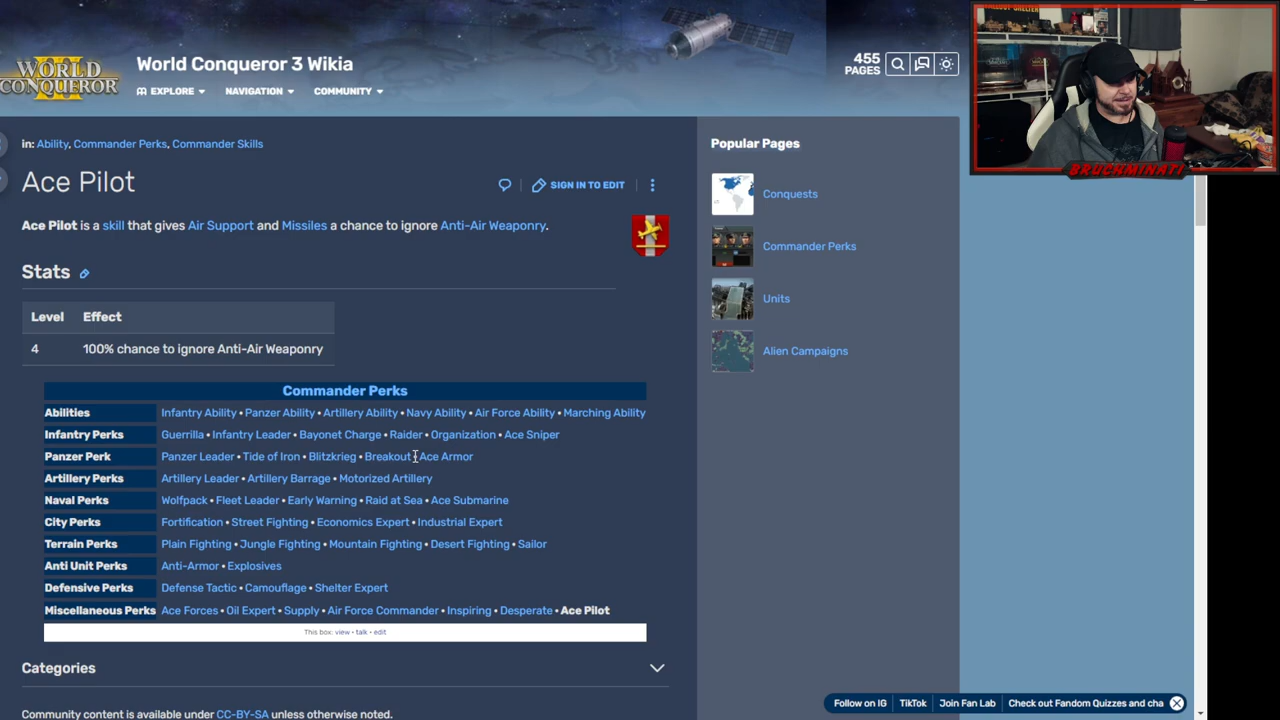 WORLD
CONQUEROR
World Conqueror 3 Wikia
EXPLORE
NAVIGATION
COMMUNITY
455
PAGES
BRUCHMINATI
in: Ability, Commander Perks, Commander Skills
Ace Pilot
SIGN IN TO EDIT
Ace Pilot is a skill that gives Air Support and Missiles a chance to ignore Anti-Air Weaponry.
Stats
Level Effect
4 100% chance to ignore Anti-Air Weaponry
Commander Perks
Abilities Infantry Ability • Panzer Ability • Artillery Ability • Navy Ability • Air Force Ability • Marching Ability
Infantry Perks Guerrilla • Infantry Leader • Bayonet Charge • Raider • Organization • Ace Sniper
Panzer Perk Panzer Leader • Tide of Iron • Blitzkrieg • Breakout • Ace Armor
Artillery Perks Artillery Leader • Artillery Barrage • Motorized Artillery
Naval Perks Wolfpack • Fleet Leader • Early Warning • Raid at Sea • Ace Submarine
City Perks Fortification • Street Fighting • Economics Expert • Industrial Expert
Terrain Perks Plain Fighting • Jungle Fighting • Mountain Fighting • Desert Fighting • Sailor
Anti Unit Perks Anti-Armor • Explosives
Defensive Perks Defense Tactic • Camouflage • Shelter Expert
Miscellaneous Perks Ace Forces • Oil Expert • Supply • Air Force Commander • Inspiring • Desperate • Ace Pilot
This box: view • talk • edit
Categories
Community content is available under CC-BY-SA unless otherwise noted.
Popular Pages
Conquests
Commander Perks
Units
Alien Campaigns
Follow on IG
TikTok
Join Fan Lab
Check out Fandom Quizzes and cha